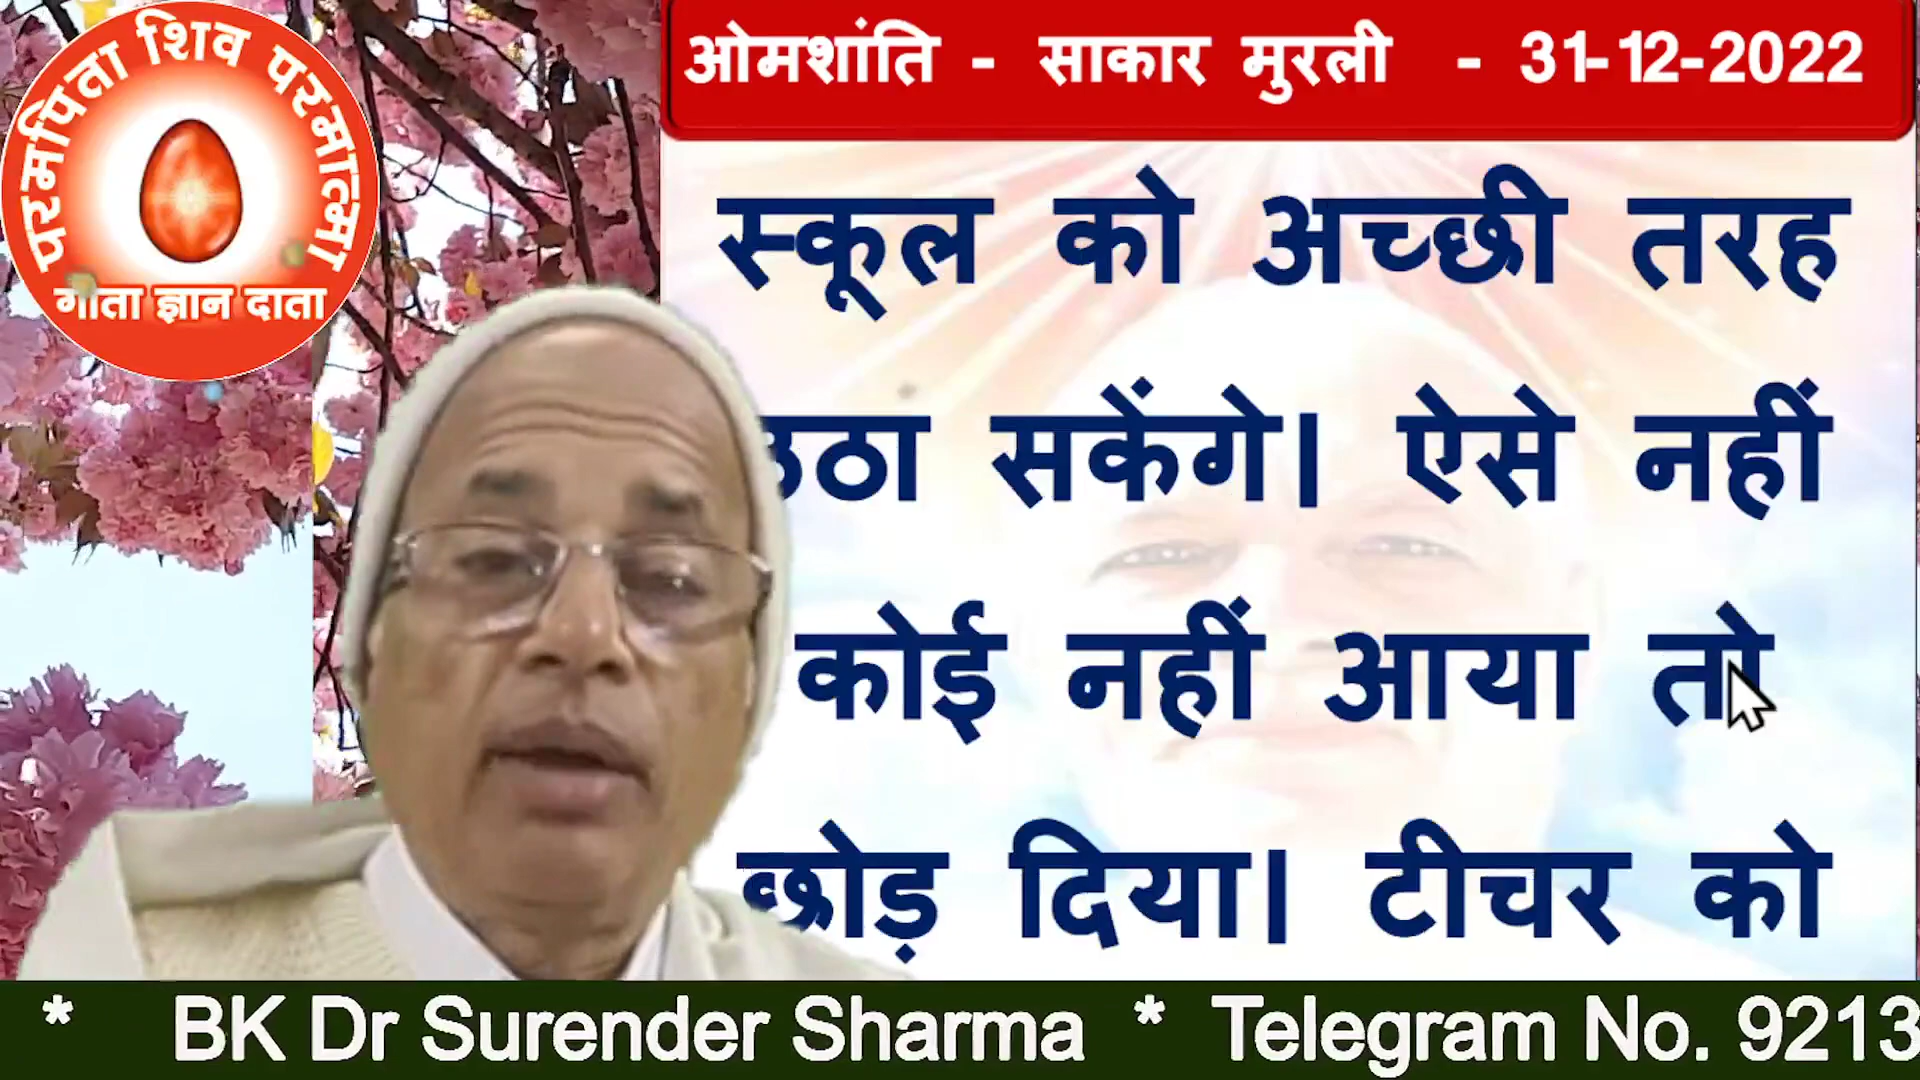 परमपिता शिव परमात्मा
गीता ज्ञान दाता
ओमशांति - साकार मुरली - 31-12-2022
स्कूल को अच्छी तरह
उठा सकेंगे। ऐसे नहीं
कोई नहीं आया तो
छोड़ दिया। टीचर को
* BK Dr Surender Sharma * Telegram No. 9213